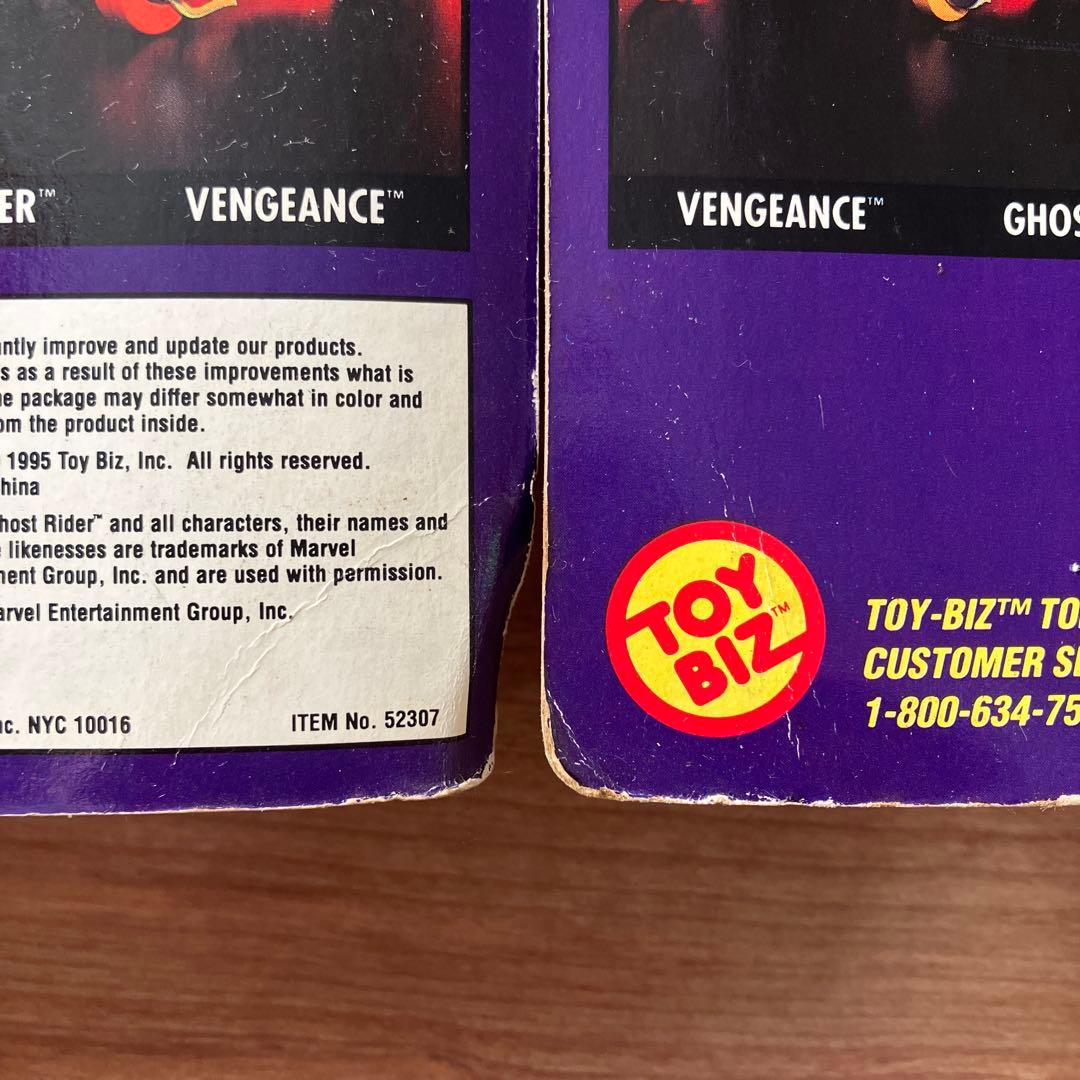 ER™ VENGEANCE™
ntly improve and update our products.
s as a result of these improvements what is
e package may differ somewhat in color and
om the product inside.
1995 Toy Biz, Inc. All rights reserved.
hina
host Rider™ and all characters, their names and
e likenesses are trademarks of Marvel
ment Group, Inc. and are used with permission.
arvel Entertainment Group, Inc.
nc. NYC 10016 ITEM No. 52307
VENGEANCE™ GHOS
TOY
BIZ™
TOY-BIZ™ TO
CUSTOMER SE
1-800-634-75